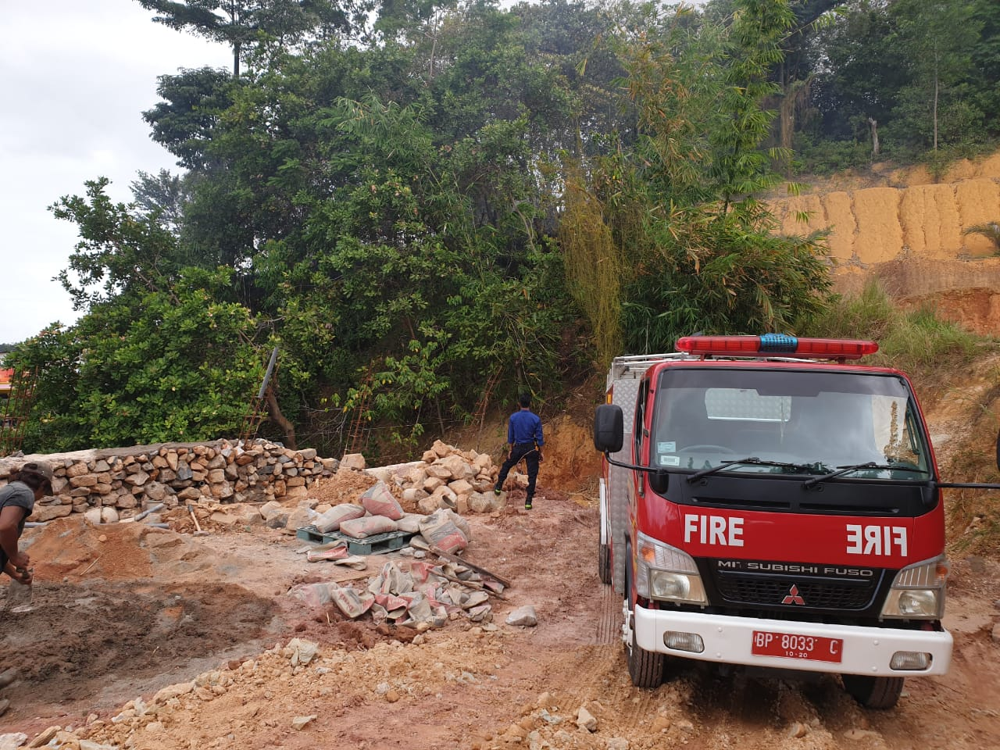 FIRE
FIRE
MITSUBISHI FUSO
BP 8033 C
10-20